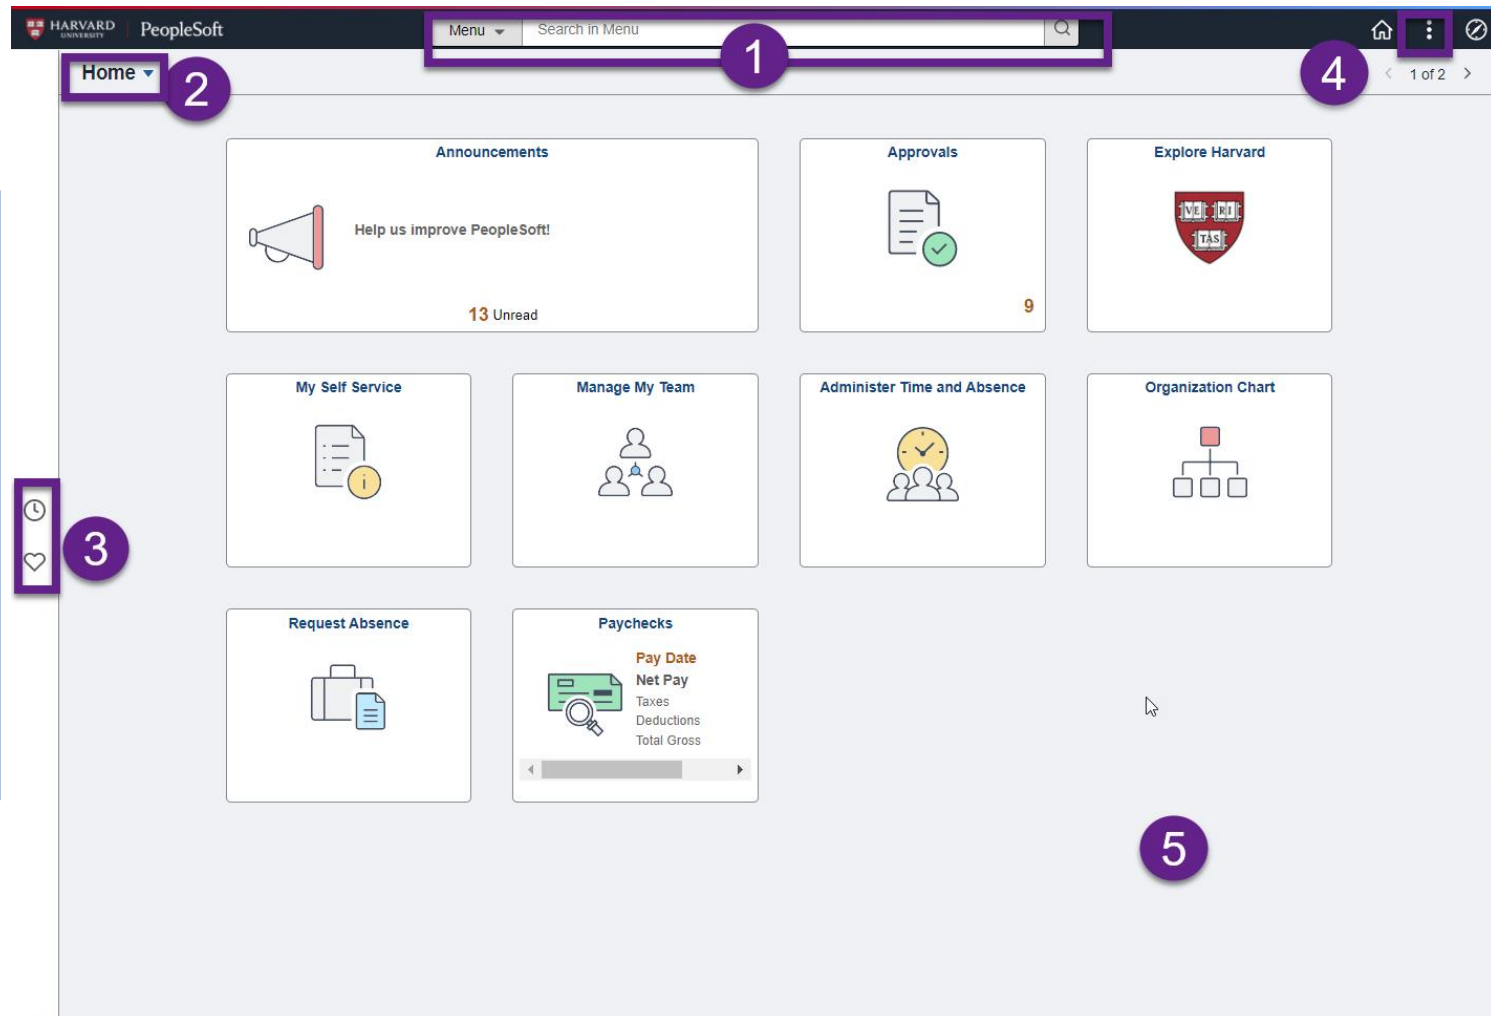 HARVARD
UNIVERSITY
PeopleSoft
Menu
Search in Menu
1
Home
2
4
1 of 2
Announcements
Help us improve PeopleSoft!
13 Unread
Approvals
9
Explore Harvard
VE RI
TAS
My Self Service
i
Manage My Team
Administer Time and Absence
Organization Chart
3
Request Absence
Paychecks
Pay Date
Net Pay
Taxes
Deductions
Total Gross
5